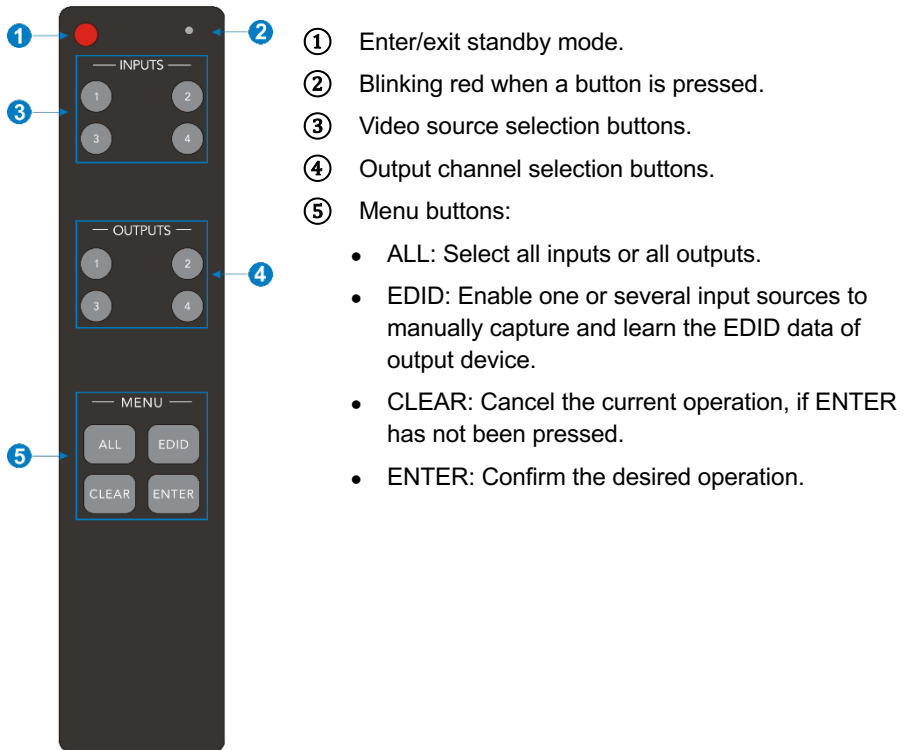 1
2
INPUTS
3
1
2
3
4
OUTPUTS
1
2
4
3
4
MENU
5
ALL
EDID
CLEAR
ENTER
① Enter/exit standby mode.
② Blinking red when a button is pressed.
③ Video source selection buttons.
④ Output channel selection buttons.
⑤ Menu buttons:
• ALL: Select all inputs or all outputs.
• EDID: Enable one or several input sources to
manually capture and learn the EDID data of
output device.
• CLEAR: Cancel the current operation, if ENTER
has not been pressed.
• ENTER: Confirm the desired operation.